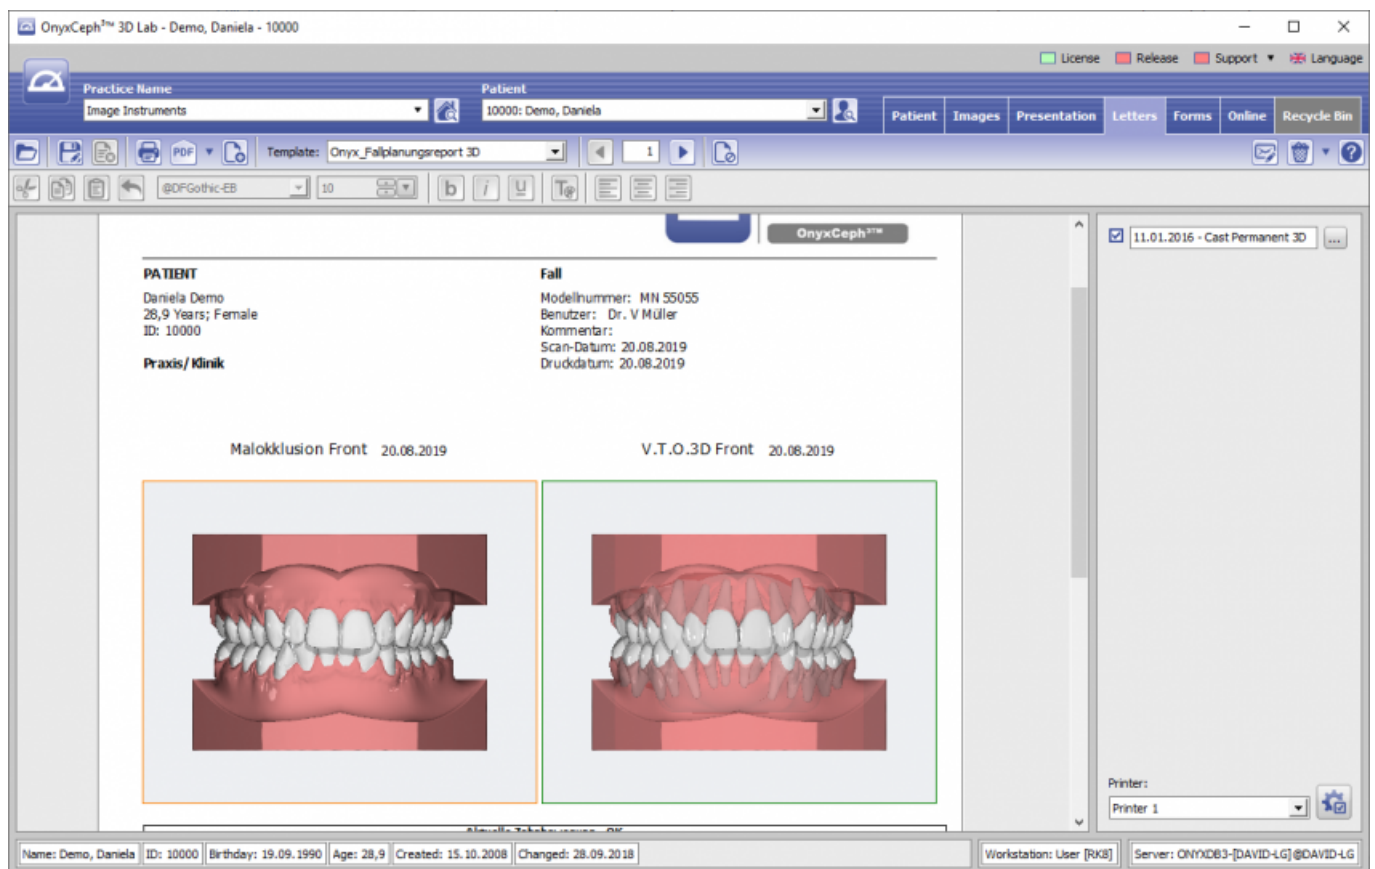 OnyxCeph³™ 3D Lab - Demo, Daniela - 10000
License Release Support Language
Practice Name Patient
Image Instruments 10000: Demo, Daniela
Patient Images Presentation Letters Forms Online Recycle Bin
PDF Template: Onyx_Fallplanungsreport 3D 1
@DFGothic-EB 10 b i u T@
OnyxCeph³™
11.01.2016 - Cast Permanent 3D ...
PATIENT
Daniela Demo
28,9 Years; Female
ID: 10000
Praxis/Klinik
Fall
Modellnummer: MN 55055
Benutzer: Dr. V Müller
Kommentar:
Scan-Datum: 20.08.2019
Druckdatum: 20.08.2019
Malokklusion Front 20.08.2019
V.T.O.3D Front 20.08.2019
Printer:
Printer 1
Name: Demo, Daniela ID: 10000 Birthday: 19.09.1990 Age: 28,9 Created: 15.10.2008 Changed: 28.09.2018 Workstation: User [RK8] Server: ONYXDB3-[DAVID-LG]@DAVID-LG